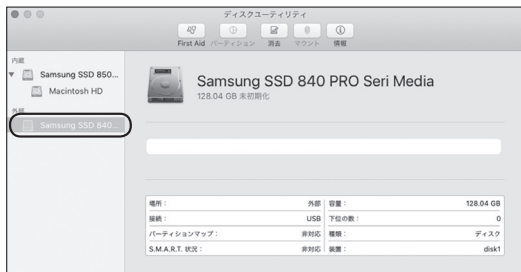 ディスクユーティリティ
First Aid パーティション 消去 マウント 情報
内蔵
Samsung SSD 850...
Macintosh HD
外部
Samsung SSD 840...
Samsung SSD 840 PRO Seri Media
128.04 GB 未初期化
場所： 外部 容量： 128.04 GB
接続： USB 下位の数： 0
パーティションマップ： 非対応 種類： ディスク
S.M.A.R.T. 状況： 非対応 装置： disk1